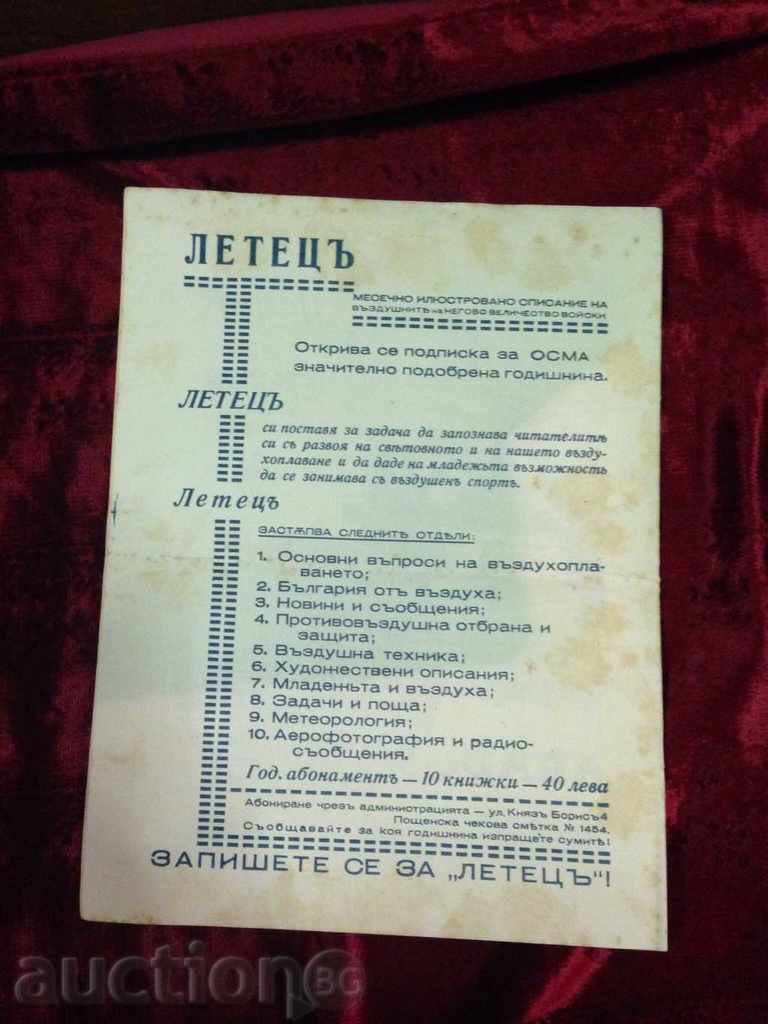 ЛЕТЕЦЪ
МЕСЕЧНО ИЛЮСТРОВАНО СПИСАНИЕ НА
ВЪЗДУШНИТѢ НА НЕГОВО ВЕЛИЧЕСТВО ВОЙСКИ
Открива се подписка за ОСМА
значително подобрена годишнина.
ЛЕТЕЦЪ
си поставя за задача да запознава читателитѣ
си съ развоя на свѣтовното и на нашето възду-
хоплаване и да даде на младежьта възможность
да се занимава съ въздушенъ спортъ.
Летецъ
ЗАСТѪПВА СЛЕДНИТѢ ОТДѢЛИ:
1. Основни въпроси на въздухопла-
ването;
2. България отъ въздуха;
3. Новини и съобщения;
4. Противовъздушна отбрана и
защита;
5. Въздушна техника;
6. Художествени описания;
7. Младеньта и въздуха;
8. Задачи и поща;
9. Метеорология;
10. Аерофотография и радио-
съобщения.
Год. абонаментъ — 10 книжки — 40 лева
Абониране чрезъ администрацията — ул. Князъ Борисъ 4
Пощенска чекова смѣтка № 1454.
Съобщавайте за коя годишнина изпращете сумитѣ!
ЗАПИШЕТЕ СЕ ЗА „ЛЕТЕЦЪ“!
auctionBG